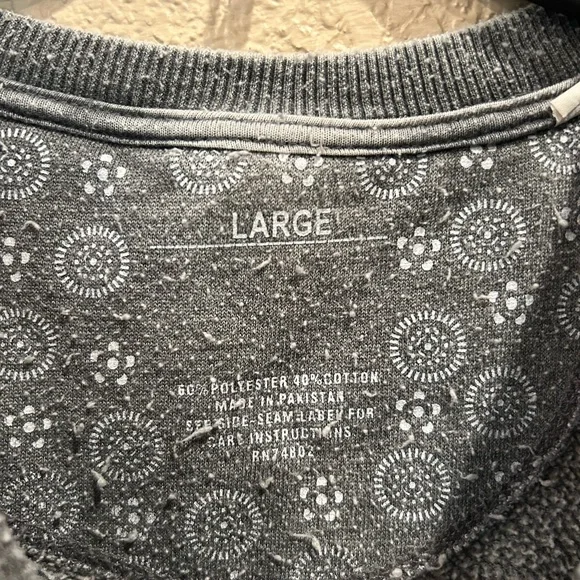 LARGE
60% POLYESTER 40% COTTON
MADE IN PAKISTAN
SEE SIDE-SEAM LABEL FOR
CARE INSTRUCTIONS
RN74802